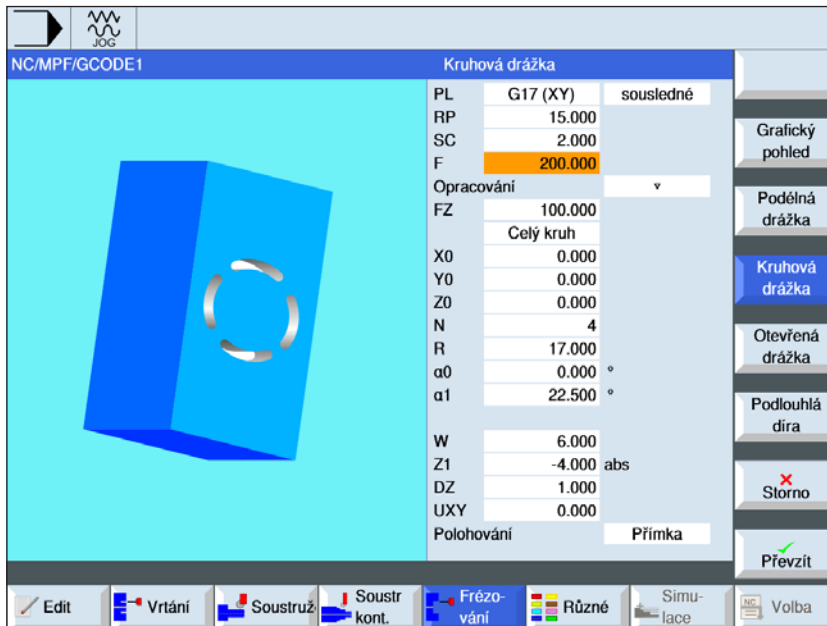 JOG
NC/MPF/GCODE1
Kruhová drážka
PL G17 (XY) sousledné
RP 15.000
SC 2.000
F 200.000
Opracování ▿
FZ 100.000
Celý kruh
X0 0.000
Y0 0.000
Z0 0.000
N 4
R 17.000
α0 0.000 °
α1 22.500 °
W 6.000
Z1 -4.000 abs
DZ 1.000
UXY 0.000
Polohování Přímka
Grafický
pohled
Podélná
drážka
Kruhová
drážka
Otevřená
drážka
Podlouhlá
díra
Storno
Převzít
Edit
Vrtání
Soustruž
Soustr
kont.
Frézo-
vání
Různé
Simu-
lace
NC
Volba